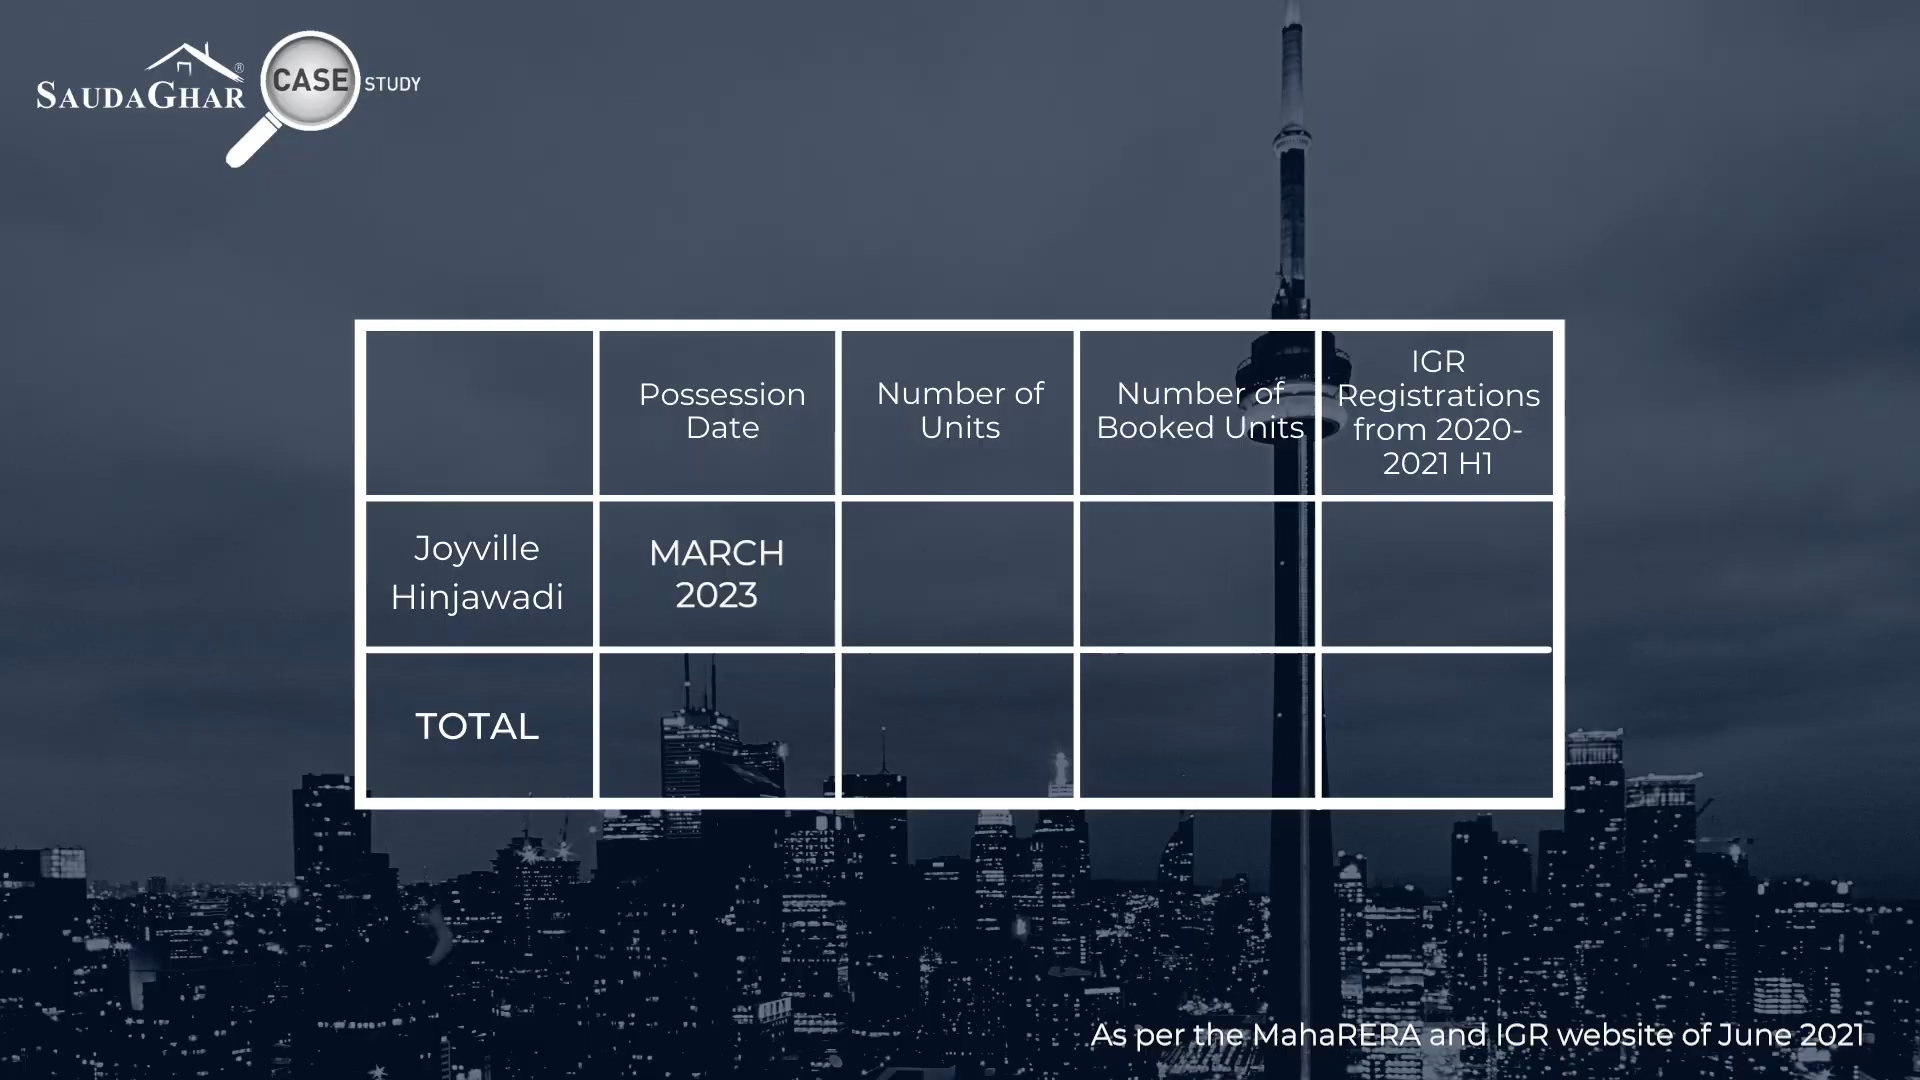 SAUDAGHAR®
CASE STUDY
Possession
Date
Number of
Units
Number of
Booked Units
IGR
Registrations
from 2020-
2021 H1
Joyville
Hinjawadi
MARCH
2023
TOTAL
As per the MahaRERA and IGR website of June 2021